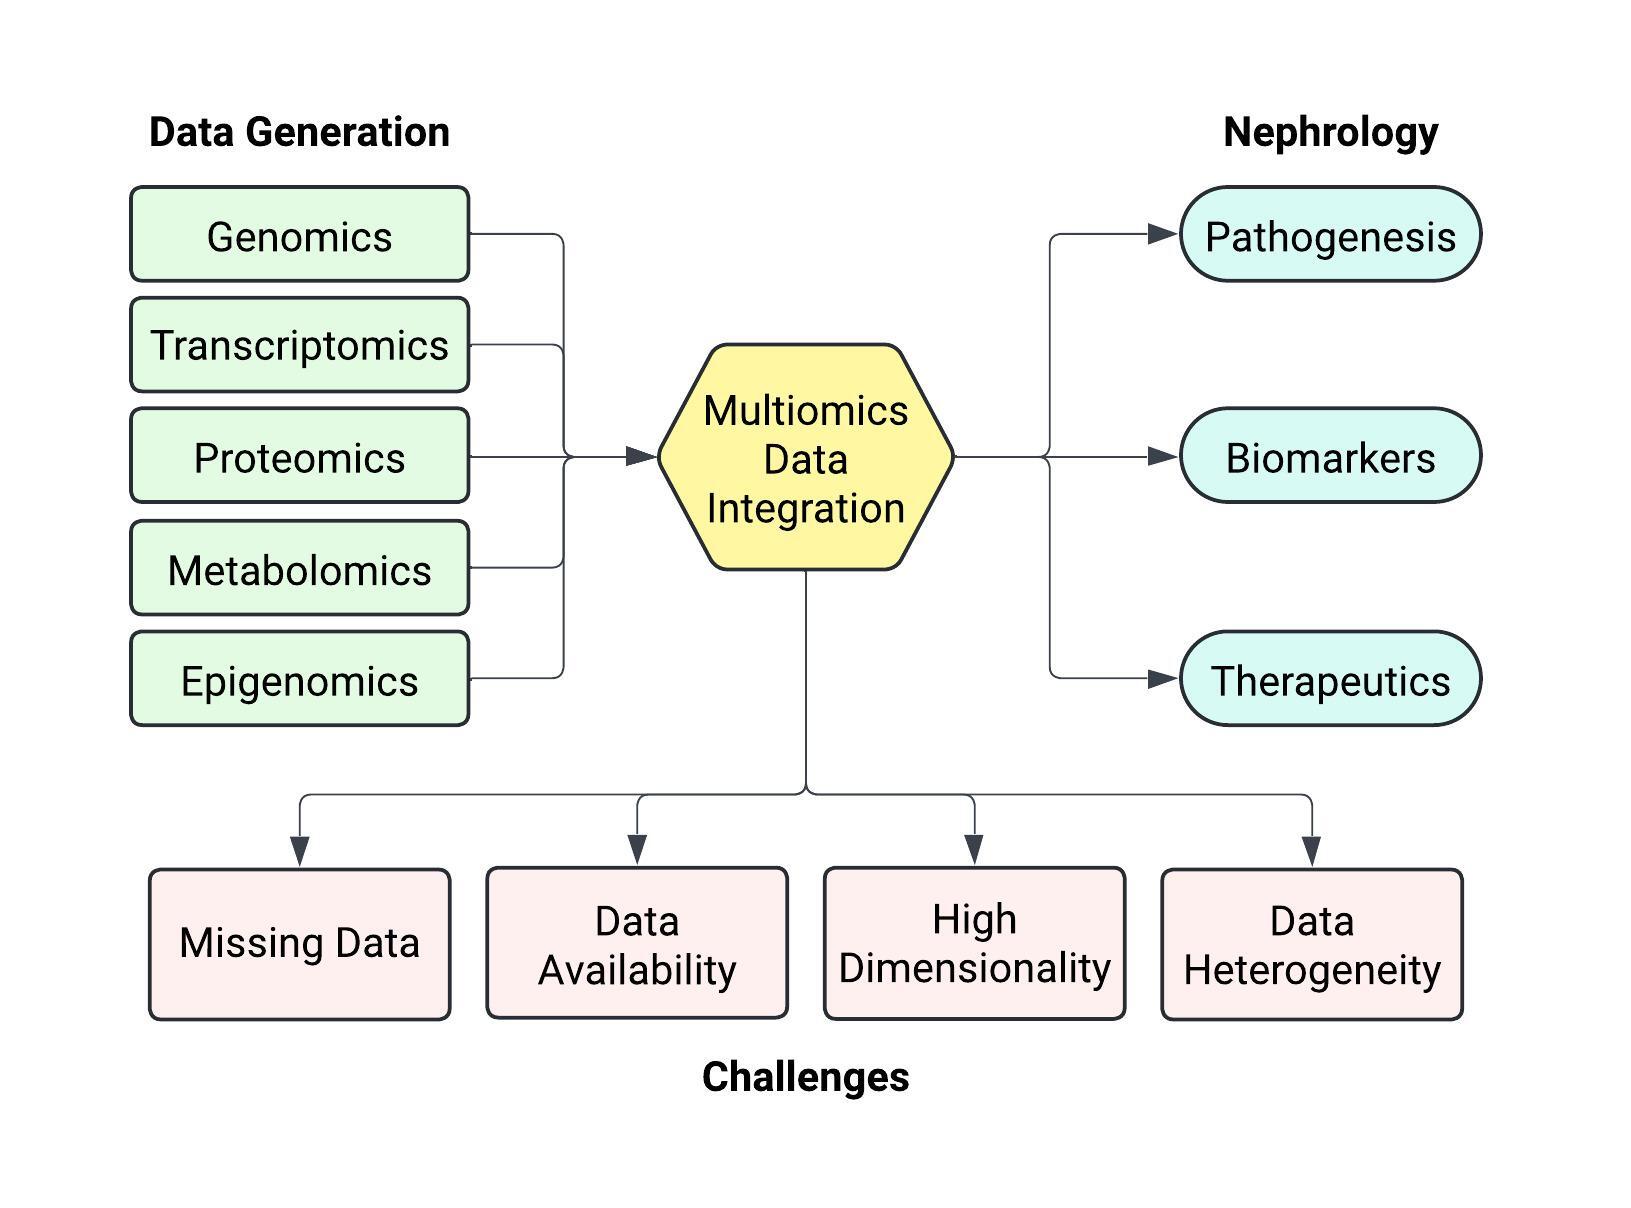 Data Generation
Genomics
Transcriptomics
Proteomics
Metabolomics
Epigenomics
Multiomics
Data
Integration
Nephrology
Pathogenesis
Biomarkers
Therapeutics
Missing Data
Data
Availability
High
Dimensionality
Data
Heterogeneity
Challenges